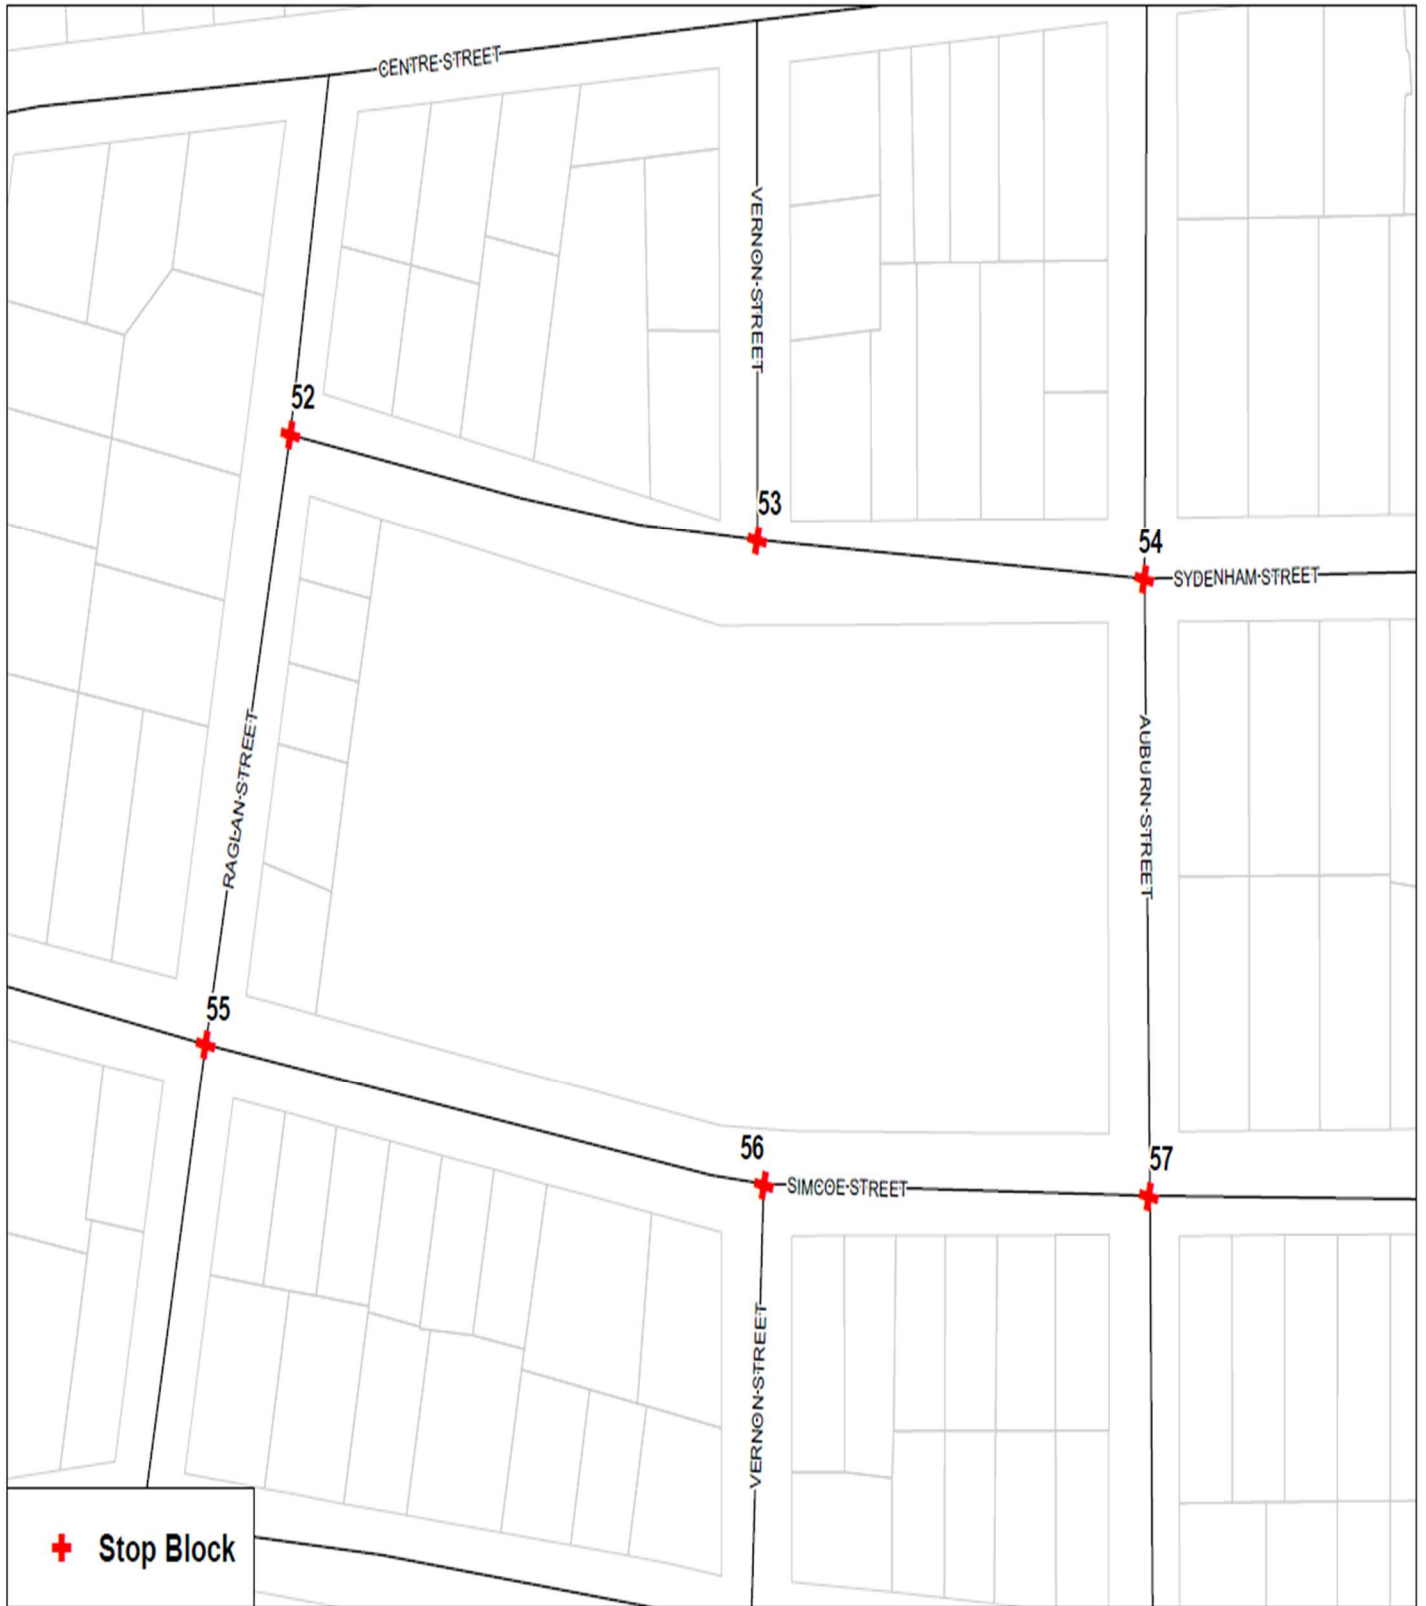 CENTRE STREET
VERNON STREET
52
53
54
SYDENHAM STREET
RAGLAN STREET
AUBURN STREET
55
56
57
SIMCOE STREET
VERNON STREET
Stop Block